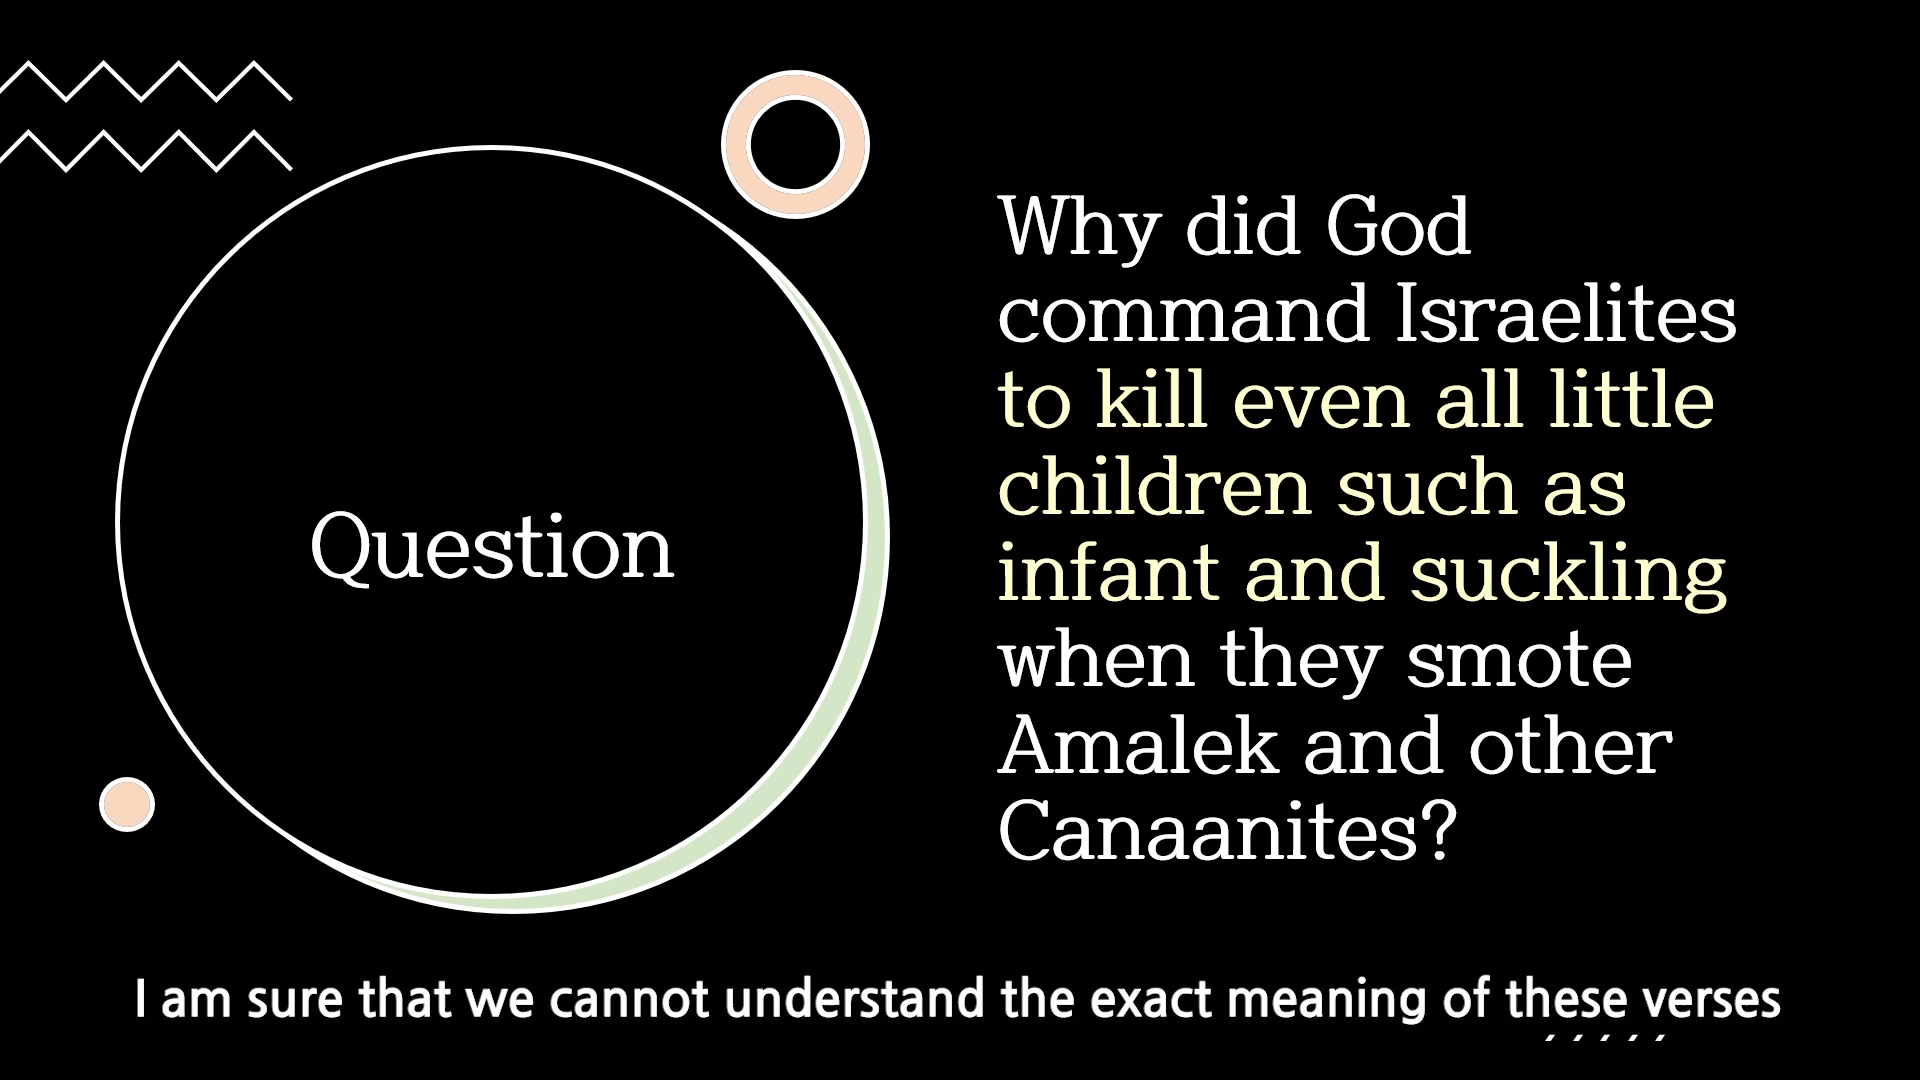 Question
Why did God
command Israelites
to kill even all little
children such as
infant and suckling
when they smote
Amalek and other
Canaanites?
I am sure that we cannot understand the exact meaning of these verses